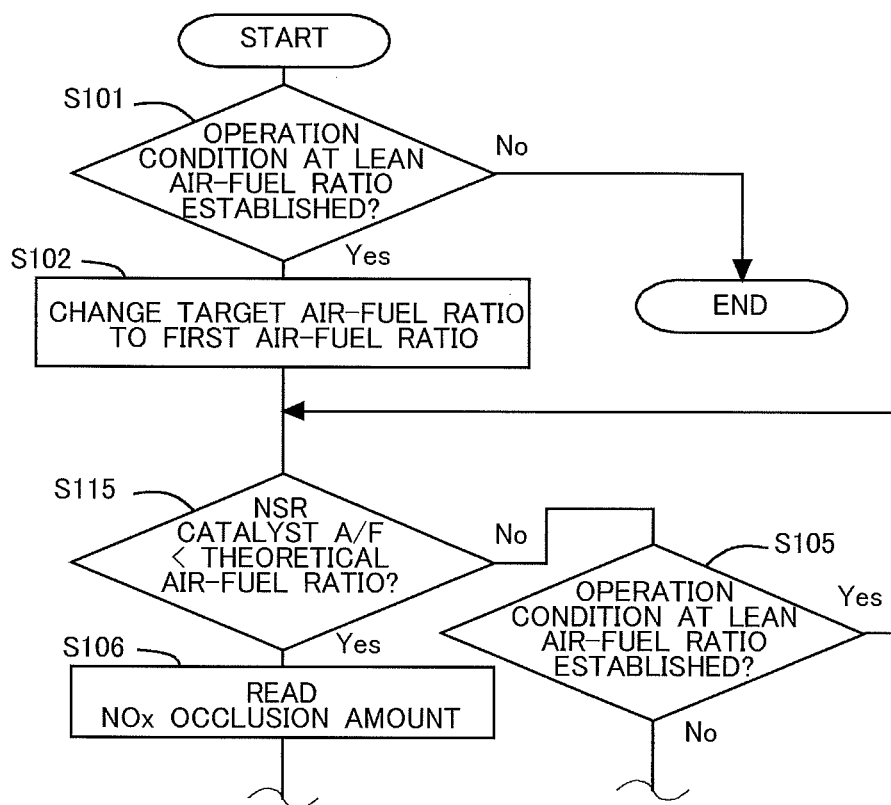 START
S101
OPERATION
CONDITION AT LEAN
AIR-FUEL RATIO
ESTABLISHED?
No
Yes
S102
CHANGE TARGET AIR-FUEL RATIO
TO FIRST AIR-FUEL RATIO
END
S115
NSR
CATALYST A/F
< THEORETICAL
AIR-FUEL RATIO?
No
Yes
S105
OPERATION
CONDITION AT LEAN
AIR-FUEL RATIO
ESTABLISHED?
Yes
No
S106
READ
NOx OCCLUSION AMOUNT